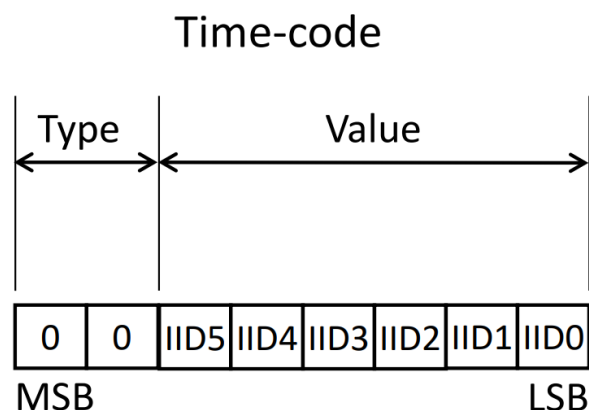 Time-code
Type Value
0 0 IID5 IID4 IID3 IID2 IID1 IID0
MSB LSB